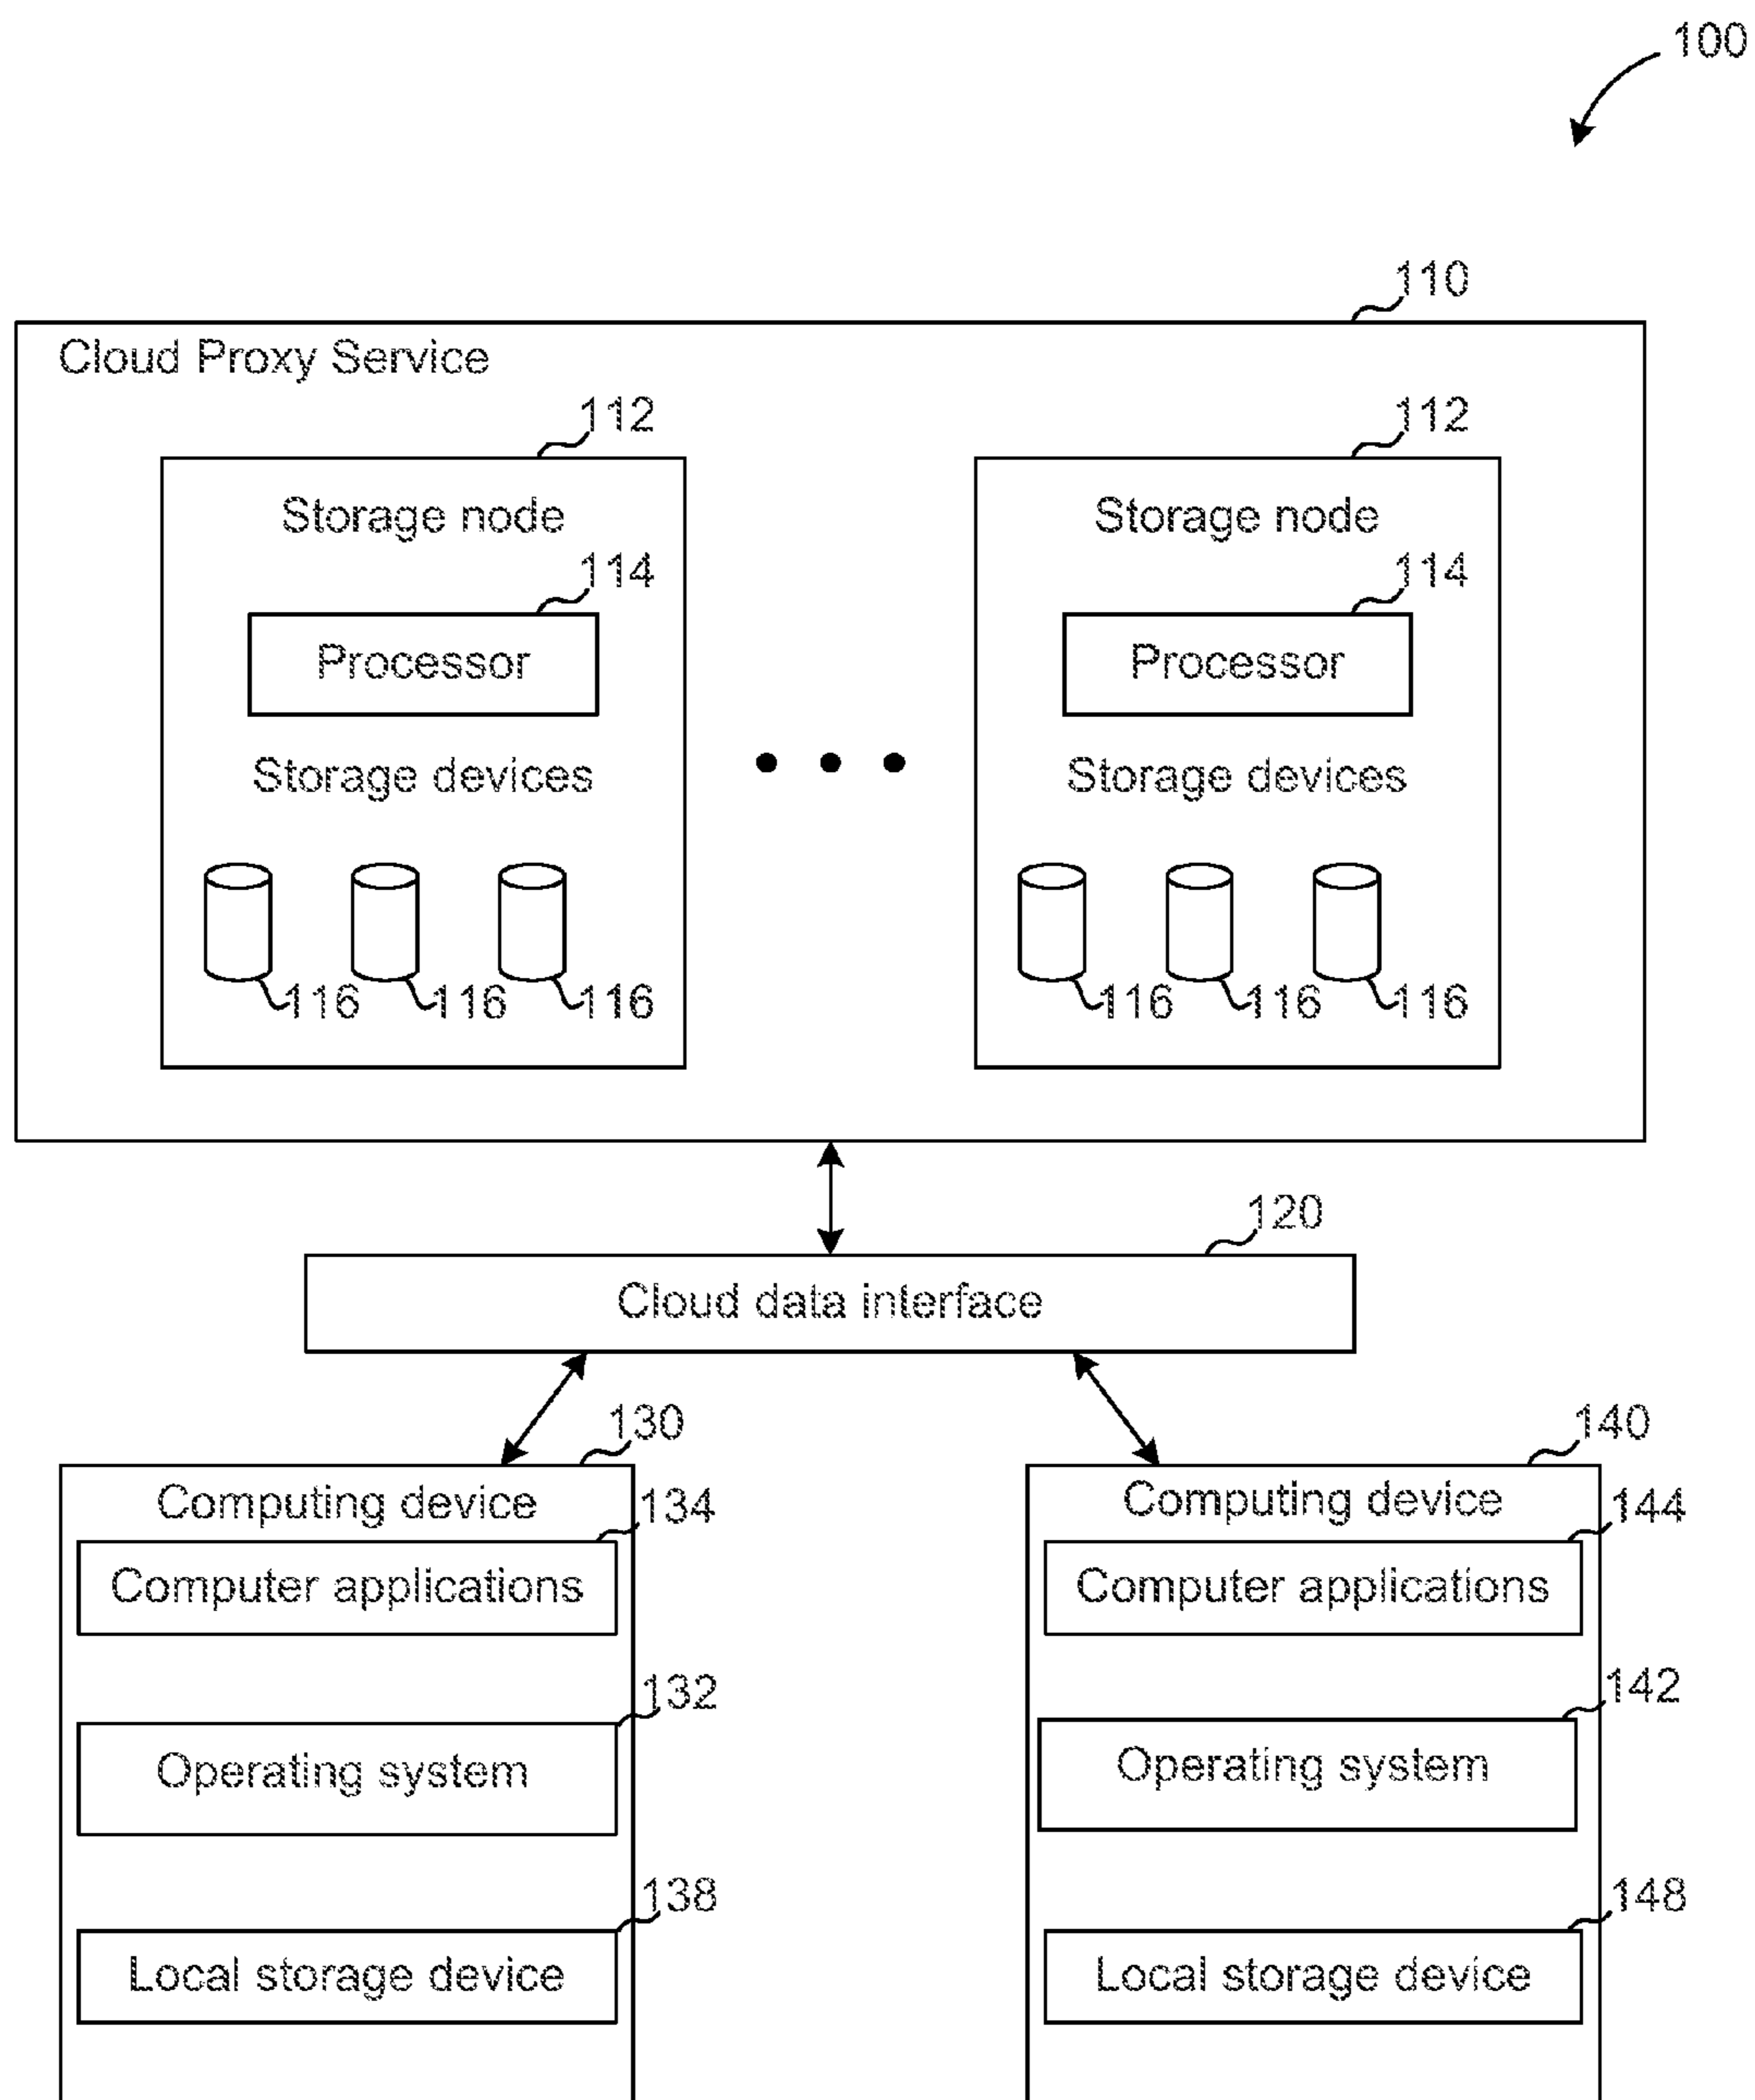 100
110
Cloud Proxy Service
112 112
Storage node Storage node
114 114
Processor Processor
Storage devices Storage devices
116 116 116 116 116 116
120
Cloud data interface
130 140
Computing device Computing device
134 144
Computer applications Computer applications
132 142
Operating system Operating system
138 148
Local storage device Local storage device